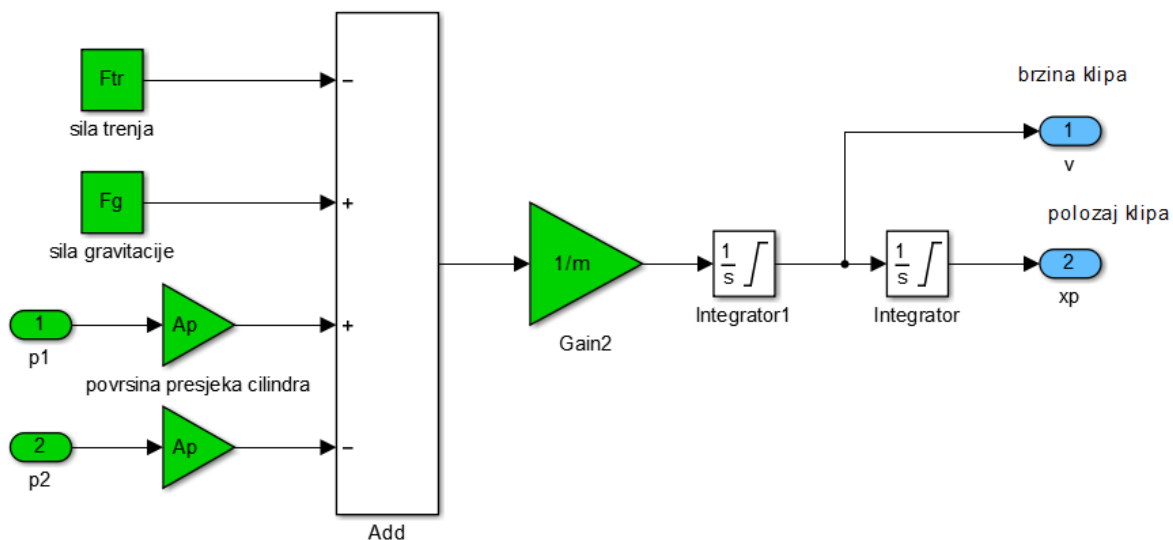 Ftr
sila trenja
−
Fg
sila gravitacije
+
1
p1
Ap
+
povrsina presjeka cilindra
2
p2
Ap
−
Add
1/m
Gain2
1
s
Integrator1
1
s
Integrator
brzina klipa
1
v
polozaj klipa
2
xp